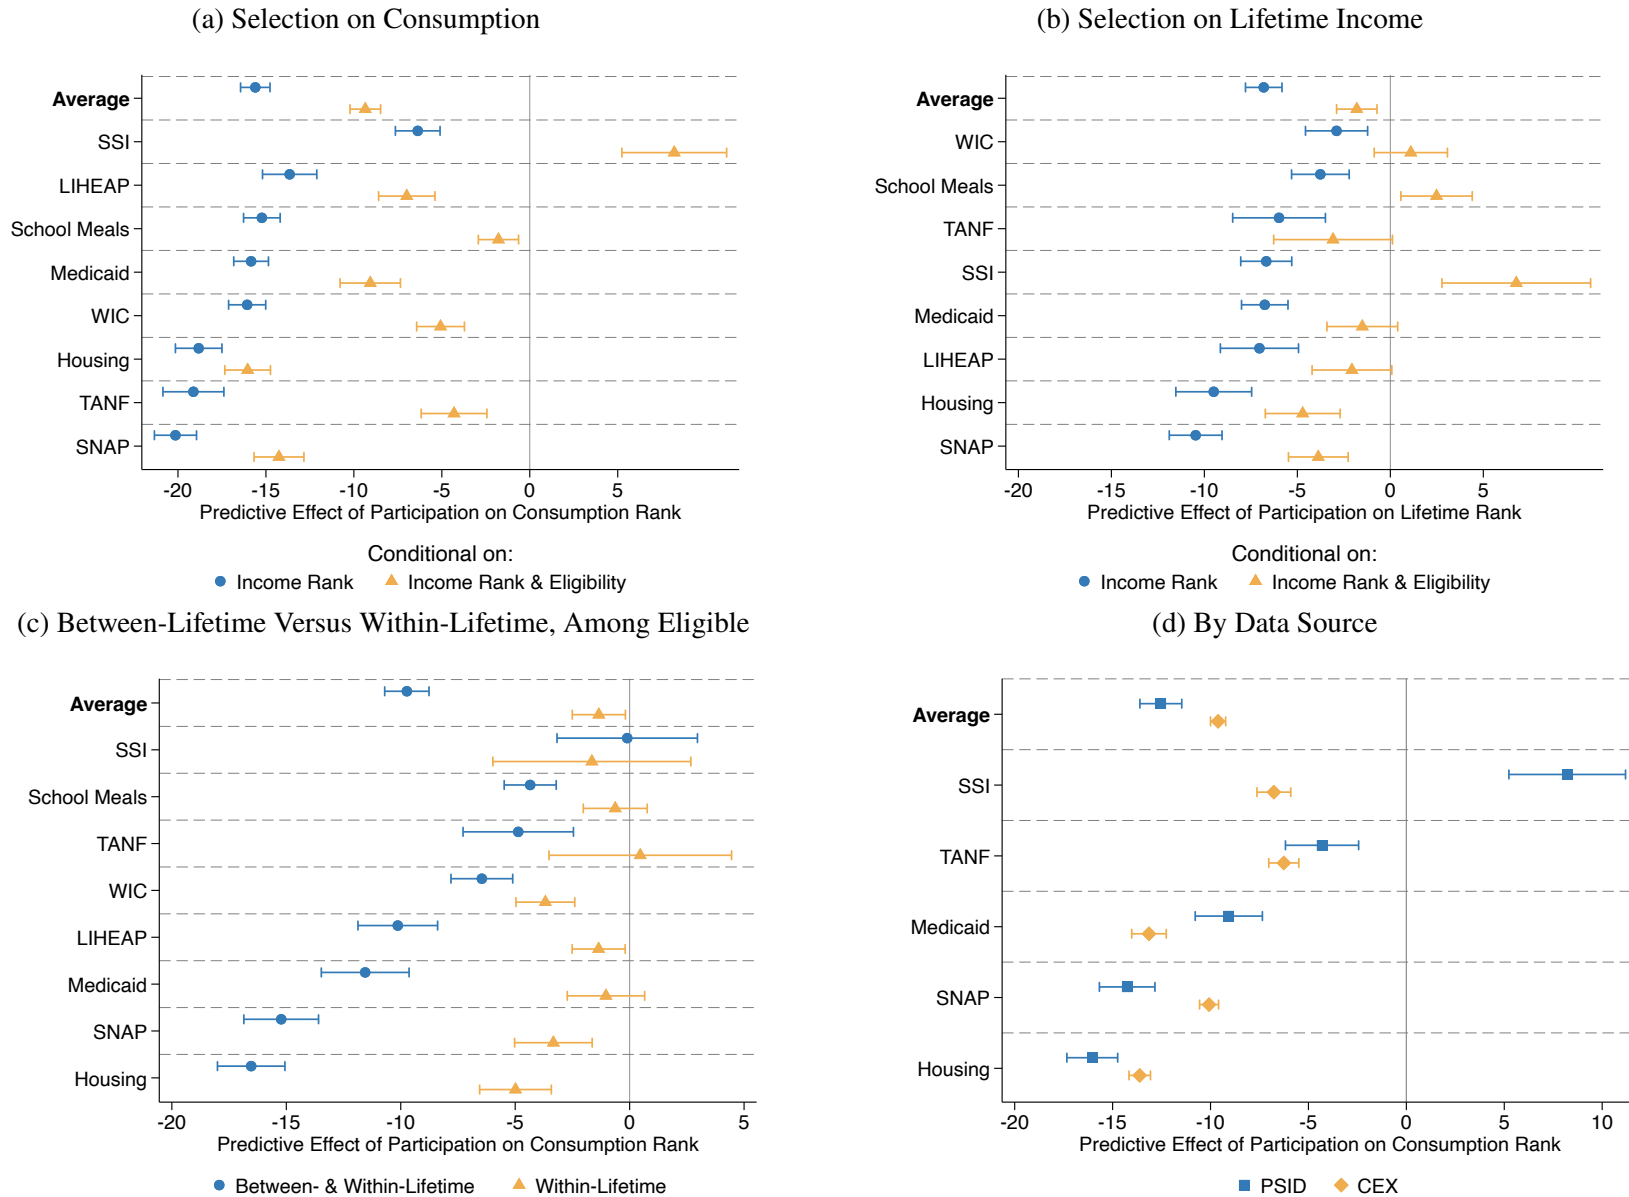 (a) Selection on Consumption
Average
SSI
LIHEAP
School Meals
Medicaid
WIC
Housing
TANF
SNAP
-20 -15 -10 -5 0 5
Predictive Effect of Participation on Consumption Rank
Conditional on:
Income Rank Income Rank & Eligibility
(b) Selection on Lifetime Income
Average
WIC
School Meals
TANF
SSI
Medicaid
LIHEAP
Housing
SNAP
-20 -15 -10 -5 0 5
Predictive Effect of Participation on Lifetime Rank
Conditional on:
Income Rank Income Rank & Eligibility
(c) Between-Lifetime Versus Within-Lifetime, Among Eligible
Average
SSI
School Meals
TANF
WIC
LIHEAP
Medicaid
SNAP
Housing
-20 -15 -10 -5 0 5
Predictive Effect of Participation on Consumption Rank
Between- & Within-Lifetime Within-Lifetime
(d) By Data Source
Average
SSI
TANF
Medicaid
SNAP
Housing
-20 -15 -10 -5 0 5 10
Predictive Effect of Participation on Consumption Rank
PSID CEX